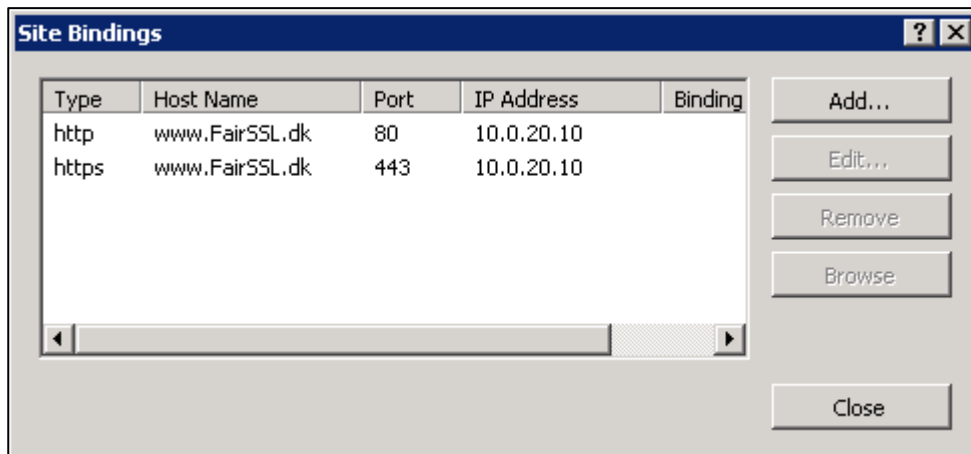 Site Bindings
Type Host Name Port IP Address Binding
http www.FairSSL.dk 80 10.0.20.10
https www.FairSSL.dk 443 10.0.20.10
Add...
Edit...
Remove
Browse
Close